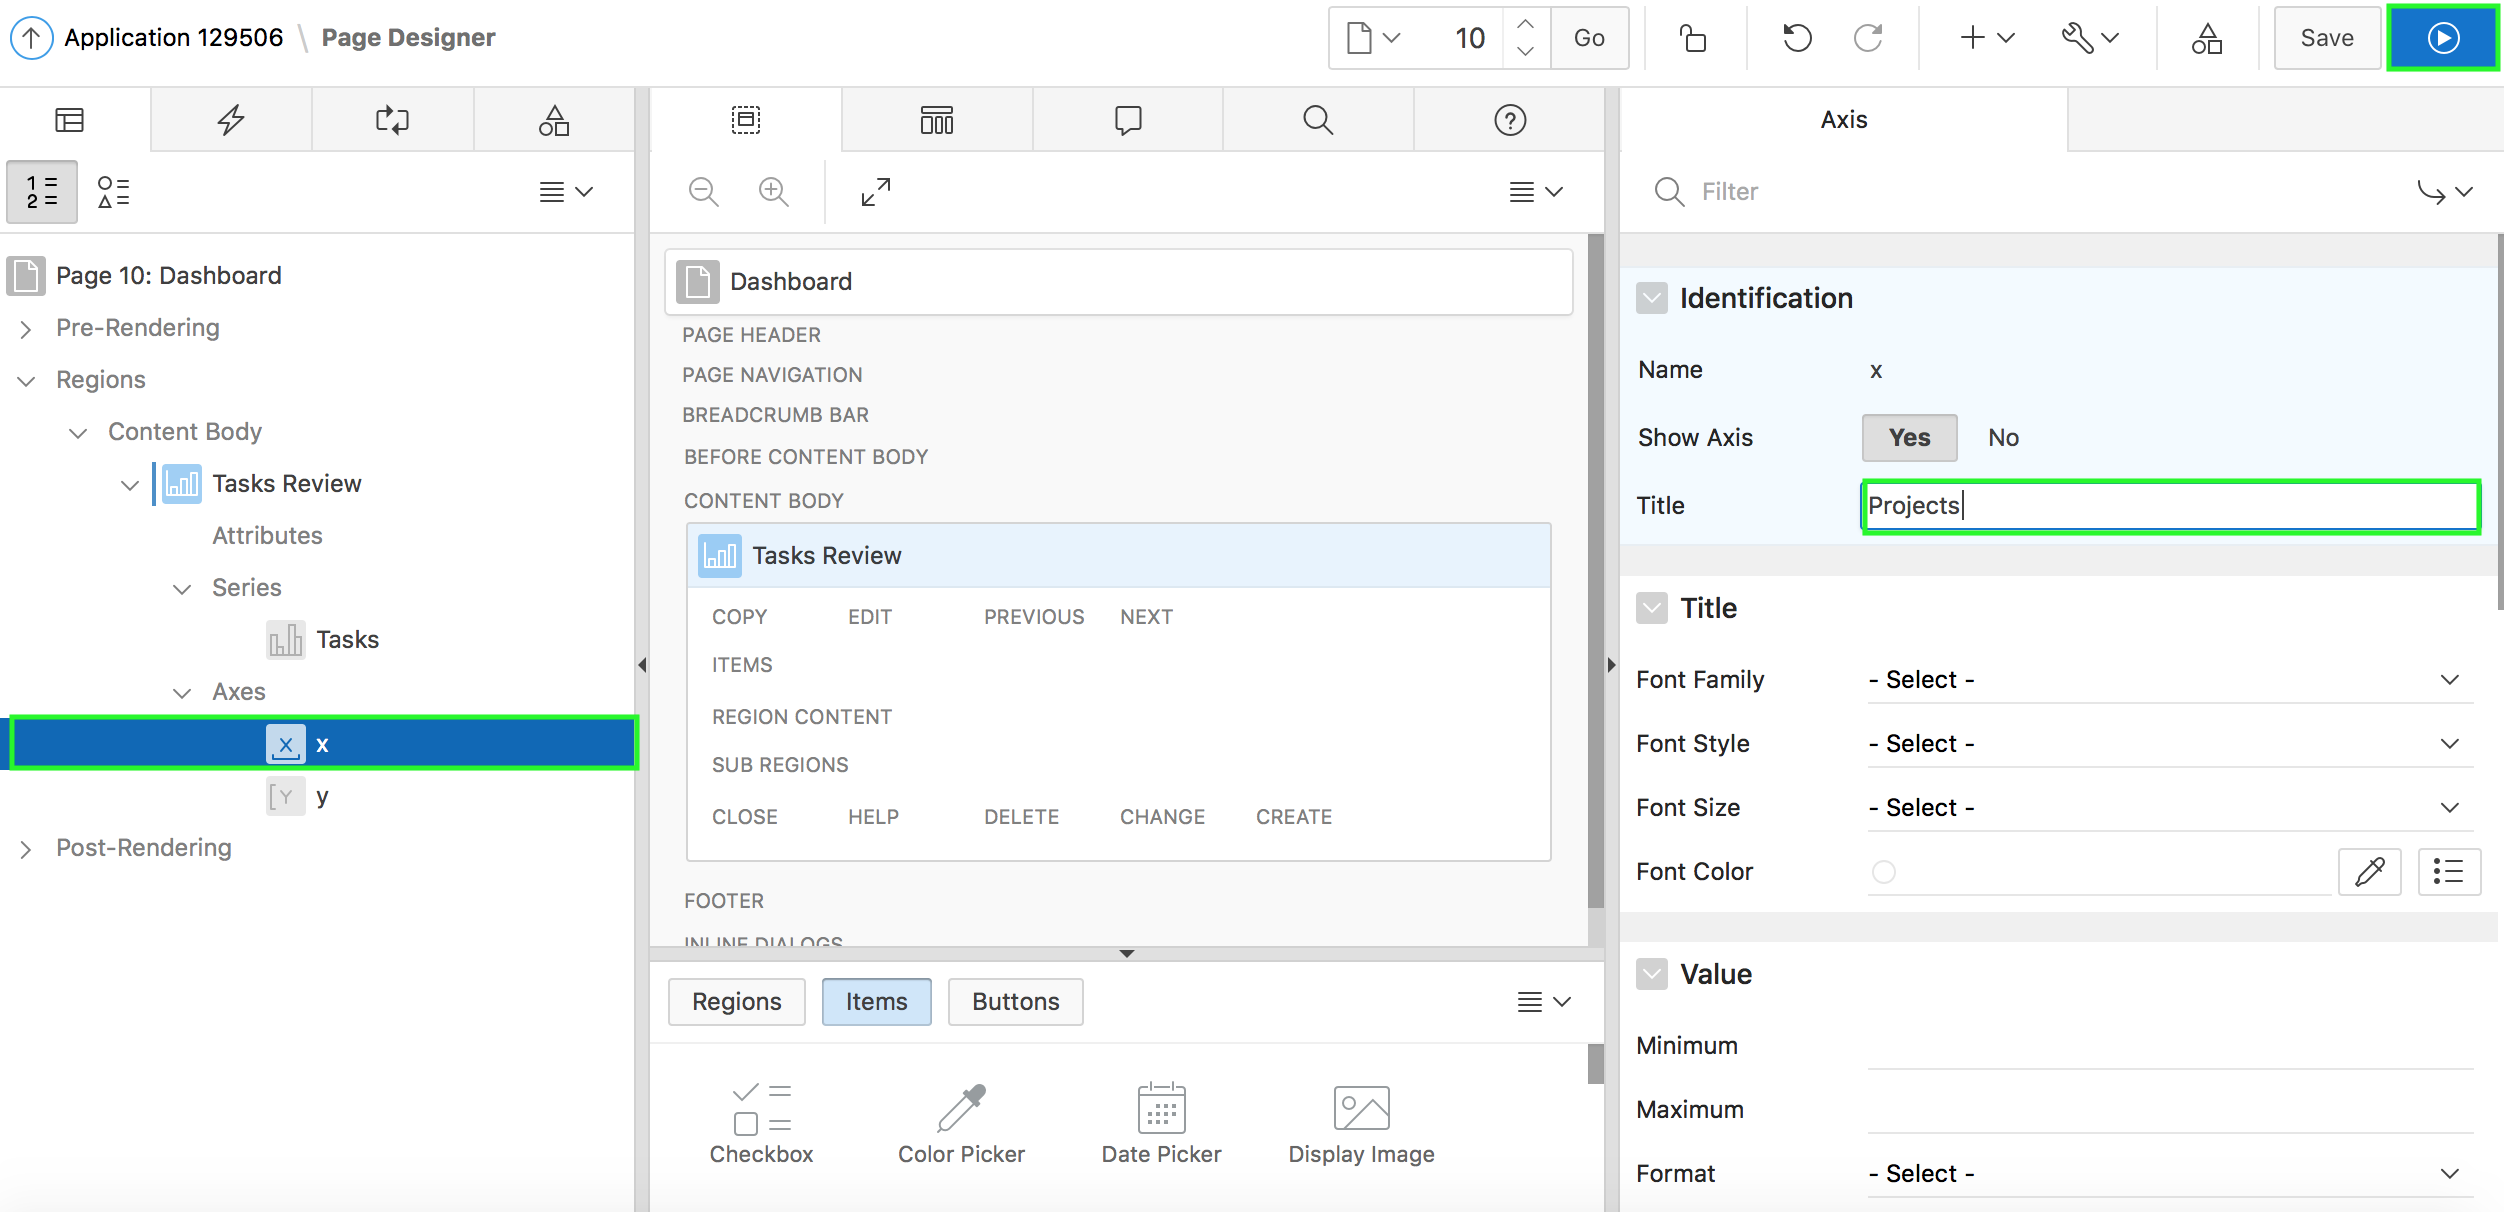 Application 129506 \ Page Designer
10
Go
Save
Axis
Filter
Page 10: Dashboard
Pre-Rendering
Regions
Content Body
Tasks Review
Attributes
Series
Tasks
Axes
X x
Y y
Post-Rendering
Dashboard
PAGE HEADER
PAGE NAVIGATION
BREADCRUMB BAR
BEFORE CONTENT BODY
CONTENT BODY
Tasks Review
COPY EDIT PREVIOUS NEXT
ITEMS
REGION CONTENT
SUB REGIONS
CLOSE HELP DELETE CHANGE CREATE
FOOTER
INLINE DIALOGS
Regions Items Buttons
Checkbox Color Picker Date Picker Display Image
Identification
Name x
Show Axis Yes No
Title Projects
Title
Font Family - Select -
Font Style - Select -
Font Size - Select -
Font Color
Value
Minimum
Maximum
Format - Select -